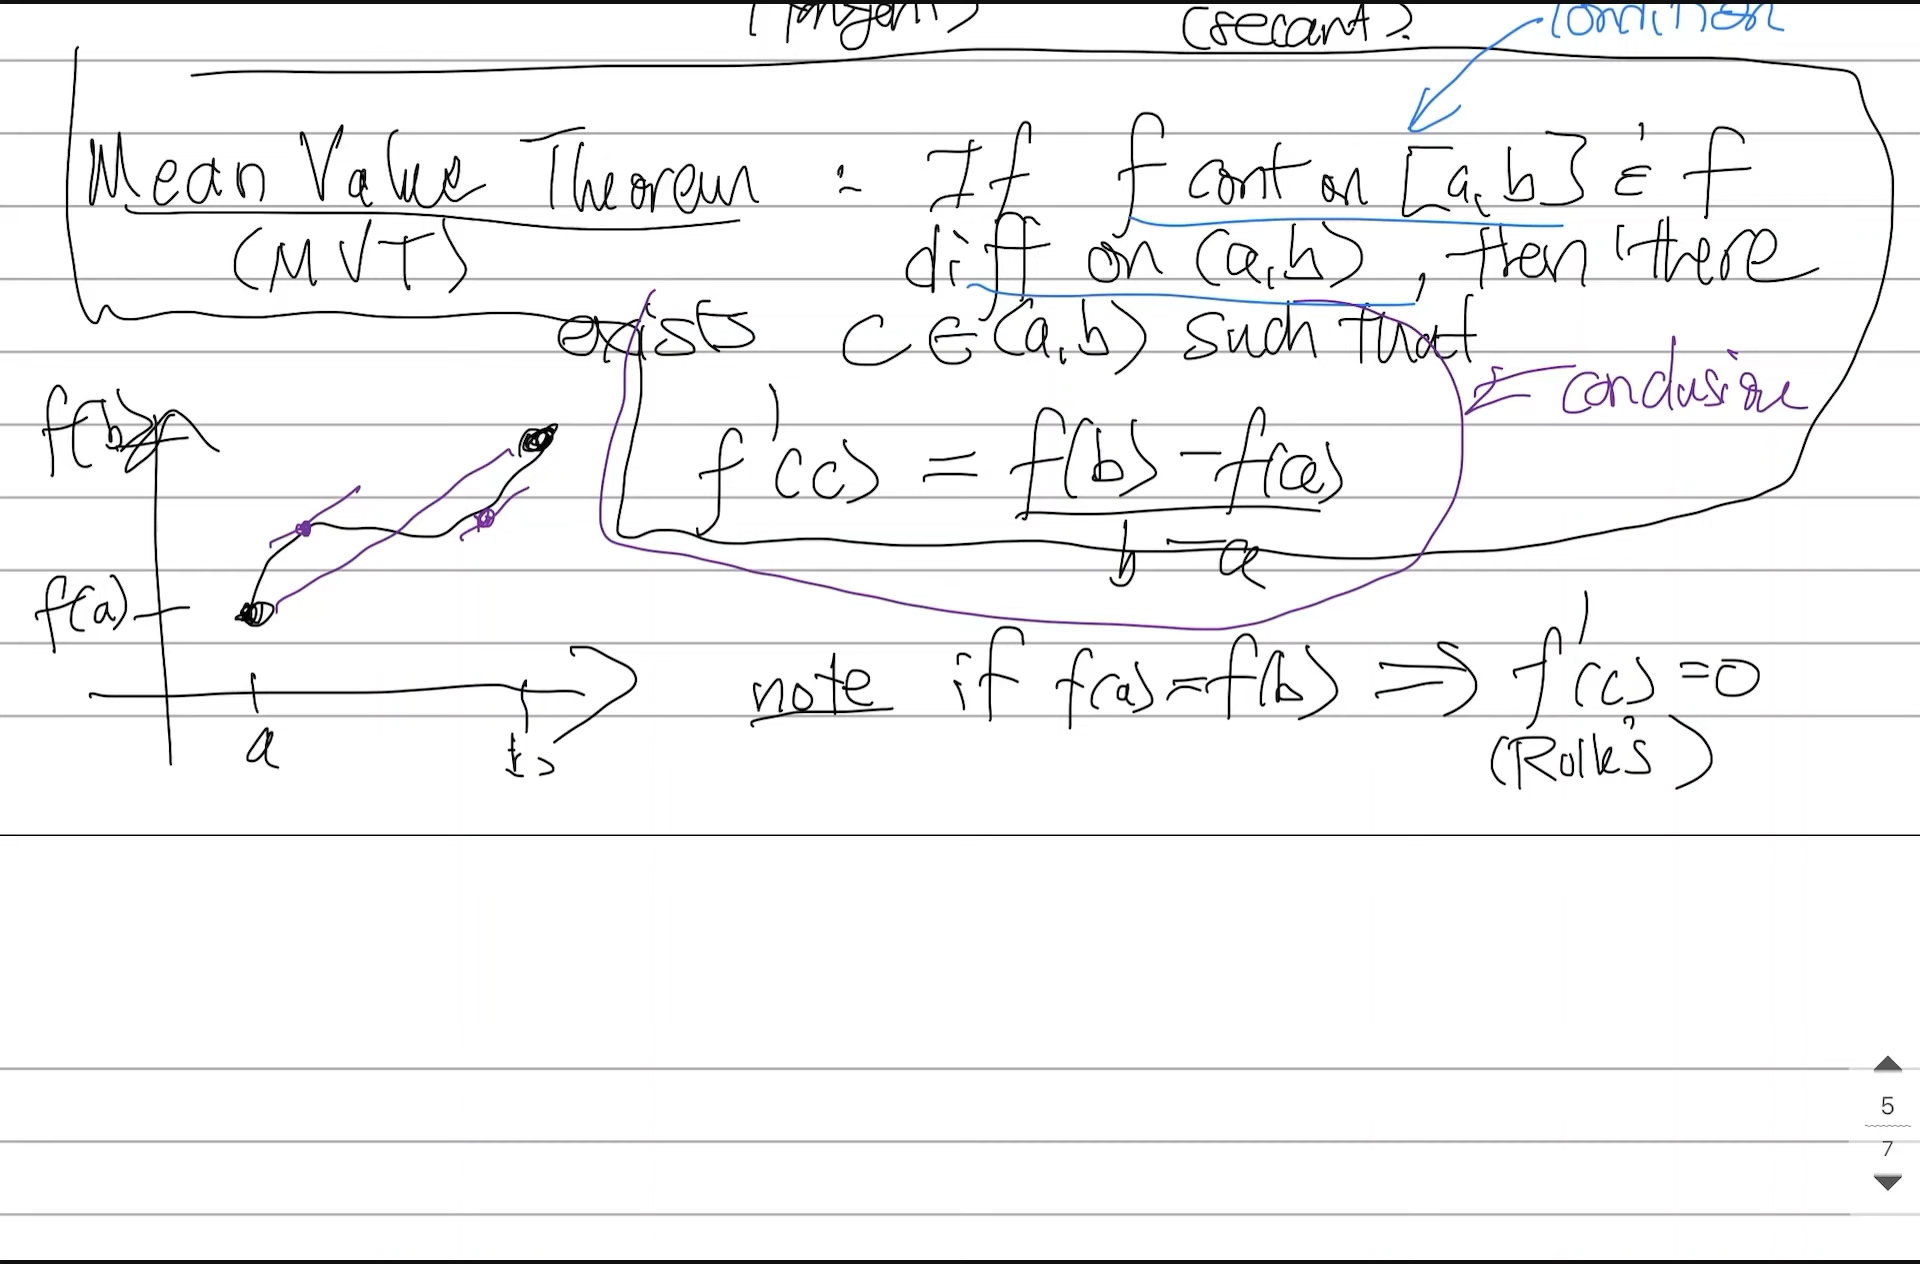 (tangent) (secant)
condition
Mean Value Theorem : If f cont on [a,b] & f
(MVT) diff on (a,b), then there
exists c ∈ (a,b) such that
conclusion
f'(c) = f(b) - f(a)
b - a
f(b)
f(a)
a b
note if f(a) = f(b) ⟹ f'(c) = 0
(Rolle's)
5
7